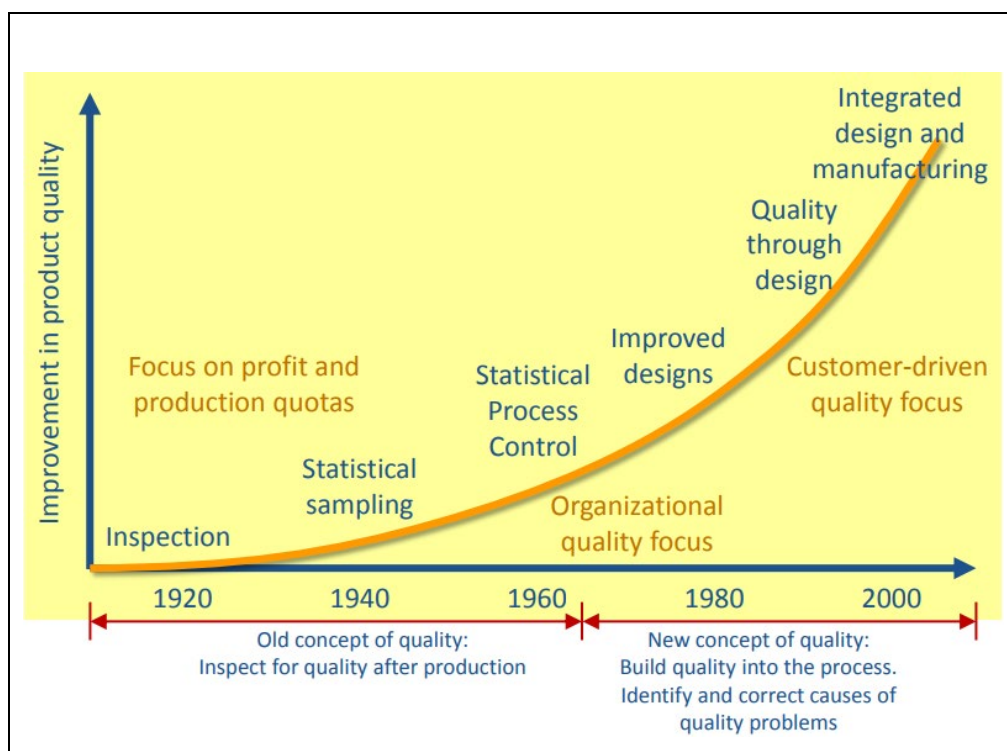 Improvement in product quality
Integrated
design and
manufacturing
Quality
through
design
Improved
designs
Focus on profit and
production quotas
Statistical
Process
Control
Customer-driven
quality focus
Statistical
sampling
Organizational
quality focus
Inspection
1920 1940 1960 1980 2000
Old concept of quality:
Inspect for quality after production
New concept of quality:
Build quality into the process.
Identify and correct causes of
quality problems